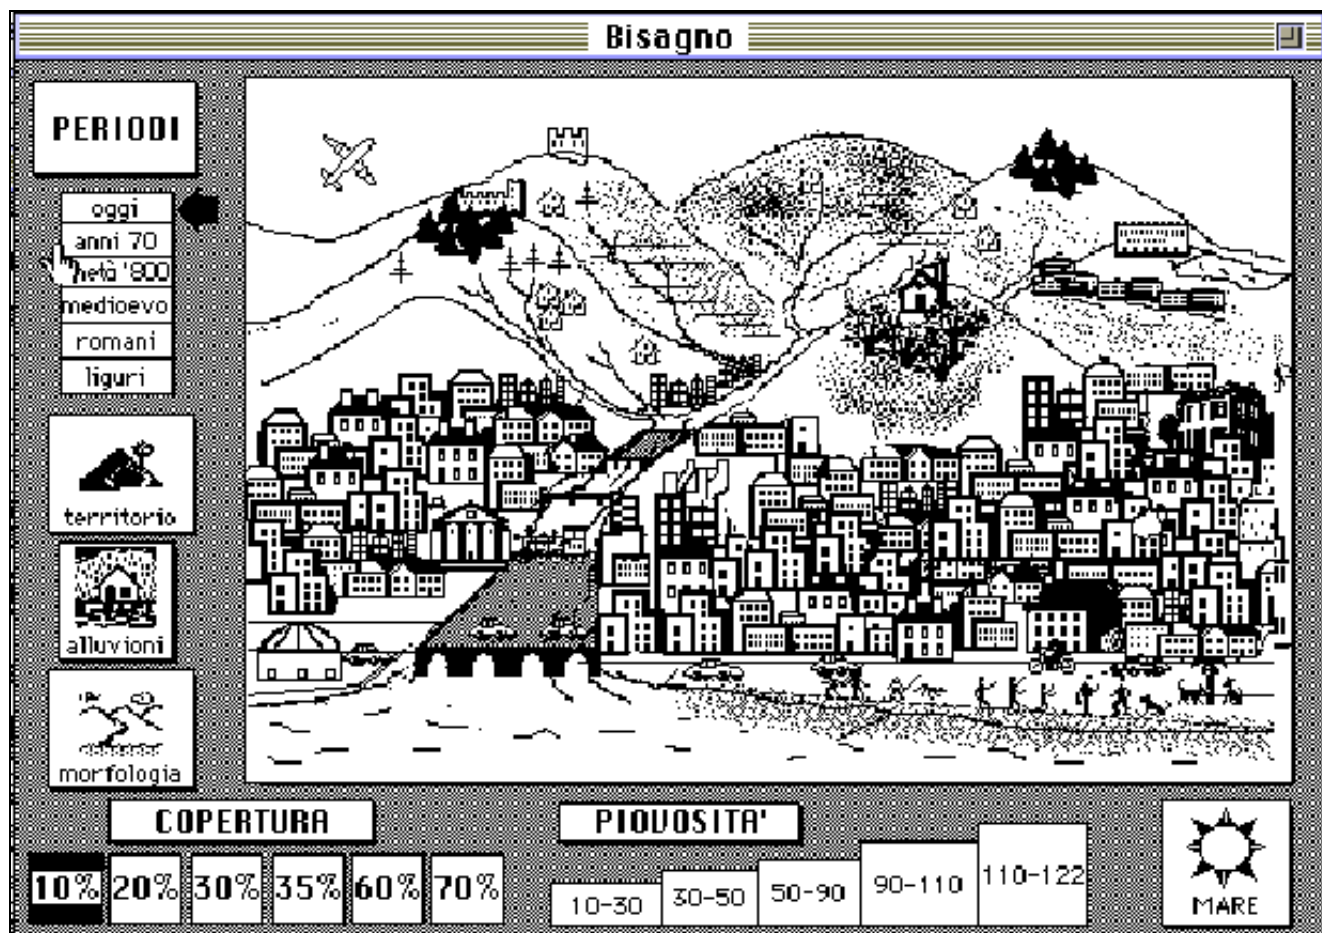 Bisagno
PERIODI
oggi
anni 70
metà '800
medioevo
romani
liguri
territorio
alluvioni
morfologia
COPERTURA
10% 20% 30% 35% 60% 70%
PIOVOSITA'
10-30 30-50 50-90 90-110 110-122
MARE